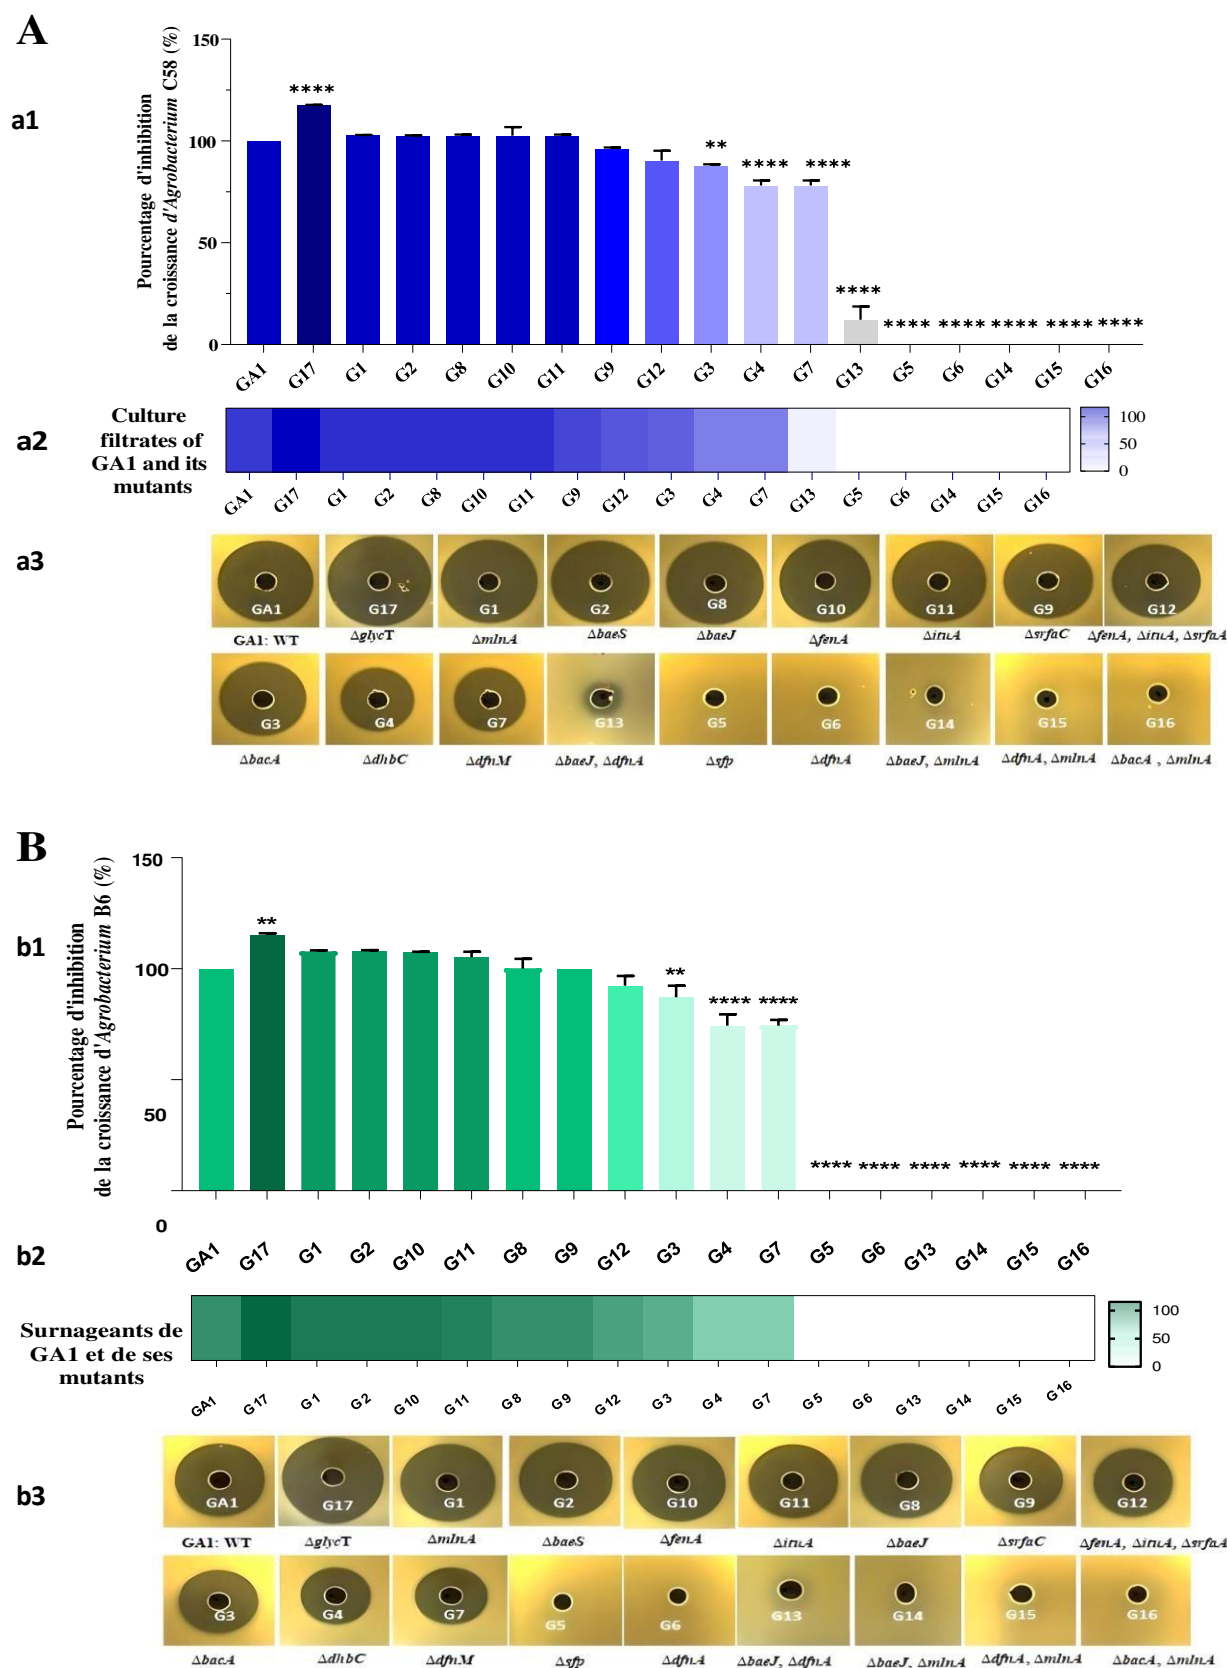 A
a1
Pourcentage d'inhibition
de la croissance d'Agrobacterium C58 (%)
150
100
50
0
****
**
****
****
****
****
****
****
****
****
GA1
G17
G1
G2
G8
G10
G11
G9
G12
G3
G4
G7
G13
G5
G6
G14
G15
G16
a2
Culture
filtrates of
GA1 and its
mutants
100
50
0
GA1
G17
G1
G2
G8
G10
G11
G9
G12
G3
G4
G7
G13
G5
G6
G14
G15
G16
a3
GA1
G17
G1
G2
G8
G10
G11
G9
G12
GA1: WT
ΔglycT
ΔmlnA
ΔbaeS
ΔbaeJ
ΔfenA
ΔituA
ΔsrfaC
ΔfenA, ΔituA, ΔsrfaA
G3
G4
G7
G13
G5
G6
G14
G15
G16
ΔbacA
ΔdhbC
ΔdfnM
ΔbaeJ, ΔdfnA
Δsfp
ΔdfnA
ΔbaeJ, ΔmlnA
ΔdfnA, ΔmlnA
ΔbacA , ΔmlnA
B
b1
Pourcentage d'inhibition
de la croissance d'Agrobacterium B6 (%)
150
100
50
0
**
**
****
****
****
****
****
****
****
****
GA1
G17
G1
G2
G10
G11
G8
G9
G12
G3
G4
G7
G5
G6
G13
G14
G15
G16
b2
Surnageants de
GA1 et de ses
mutants
100
50
0
GA1
G17
G1
G2
G10
G11
G8
G9
G12
G3
G4
G7
G5
G6
G13
G14
G15
G16
b3
GA1
G17
G1
G2
G10
G11
G8
G9
G12
GA1: WT
ΔglycT
ΔmlnA
ΔbaeS
ΔfenA
ΔituA
ΔbaeJ
ΔsrfaC
ΔfenA, ΔituA, ΔsrfaA
G3
G4
G7
G5
G6
G13
G14
G15
G16
ΔbacA
ΔdhbC
ΔdfnM
Δsfp
ΔdfnA
ΔbaeJ, ΔdfnA
ΔbaeJ, ΔmlnA
ΔdfnA, ΔmlnA
ΔbacA, ΔmlnA